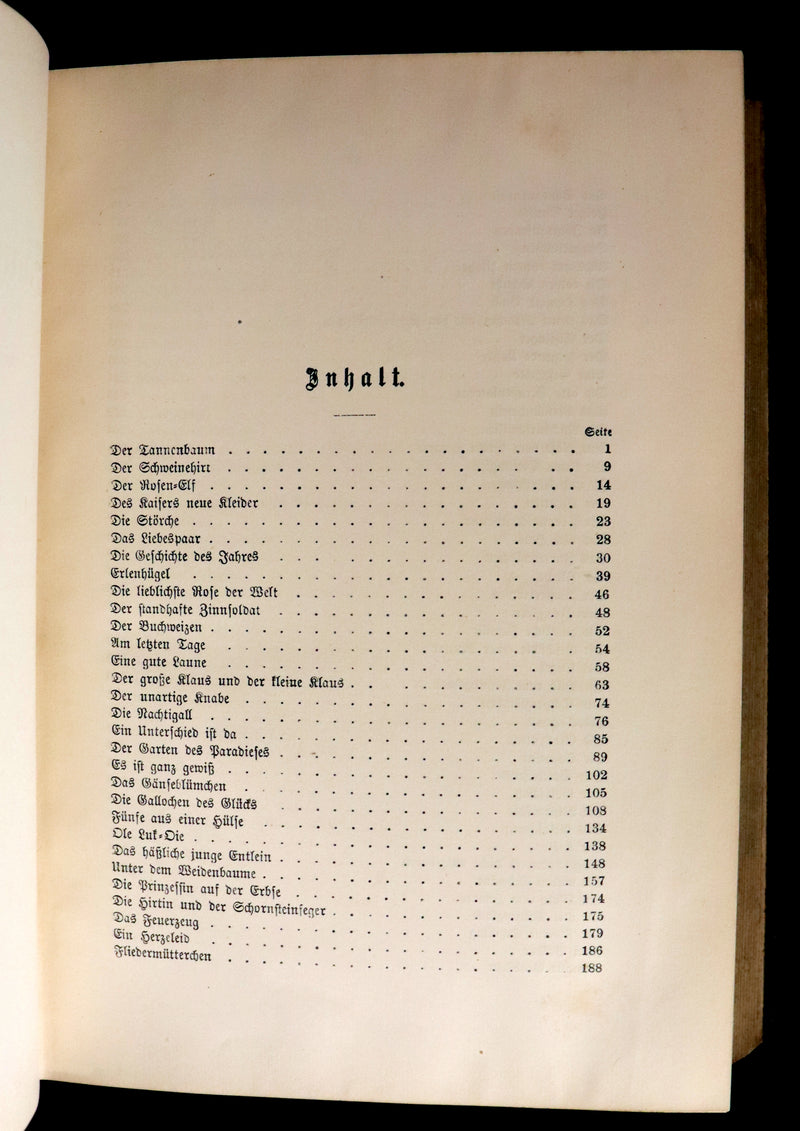 Inhalt.
Seite
Der Tannenbaum . . . . . . . . . . . . . . . . . . . . 1
Der Schweinehirt . . . . . . . . . . . . . . . . . . . 9
Der Rosen-Elf . . . . . . . . . . . . . . . . . . . . 14
Des Kaisers neue Kleider . . . . . . . . . . . . . . . . . 19
Die Störche . . . . . . . . . . . . . . . . . . . . . 23
Das Liebespaar . . . . . . . . . . . . . . . . . . . . 28
Die Geschichte des Jahres . . . . . . . . . . . . . . . . 30
Erlenhügel . . . . . . . . . . . . . . . . . . . . . 39
Die lieblichste Rose der Welt . . . . . . . . . . . . . . . 46
Der standhafte Zinnsoldat . . . . . . . . . . . . . . . . 48
Der Buchweizen . . . . . . . . . . . . . . . . . . . . 52
Am letzten Tage . . . . . . . . . . . . . . . . . . . 54
Eine gute Laune . . . . . . . . . . . . . . . . . . . 58
Der große Klaus und der kleine Klaus . . . . . . . . . . . . 63
Der unartige Knabe . . . . . . . . . . . . . . . . . . 74
Die Nachtigall . . . . . . . . . . . . . . . . . . . . 76
Ein Unterschied ist da . . . . . . . . . . . . . . . . . . 85
Der Garten des Paradieses . . . . . . . . . . . . . . . . 89
Es ist ganz gewiß . . . . . . . . . . . . . . . . . . . 102
Das Gänseblümchen . . . . . . . . . . . . . . . . . . 105
Die Galloschen des Glücks . . . . . . . . . . . . . . . . 108
Fünfe aus einer Hülse . . . . . . . . . . . . . . . . . 134
Ole Luk-Oie . . . . . . . . . . . . . . . . . . . . . 138
Das häßliche junge Entlein . . . . . . . . . . . . . . . . 148
Unter dem Weidenbaume . . . . . . . . . . . . . . . . . 157
Die Prinzessin auf der Erbse . . . . . . . . . . . . . . . 174
Die Hirtin und der Schornsteinfeger . . . . . . . . . . . . . 175
Das Feuerzeug . . . . . . . . . . . . . . . . . . . . 179
Ein Herzeleid . . . . . . . . . . . . . . . . . . . . 186
Fliedermütterchen . . . . . . . . . . . . . . . . . . . 188